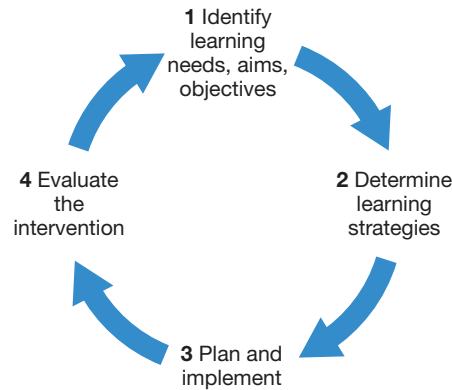 1 Identify
learning
needs, aims,
objectives
2 Determine
learning
strategies
3 Plan and
implement
4 Evaluate
the
intervention